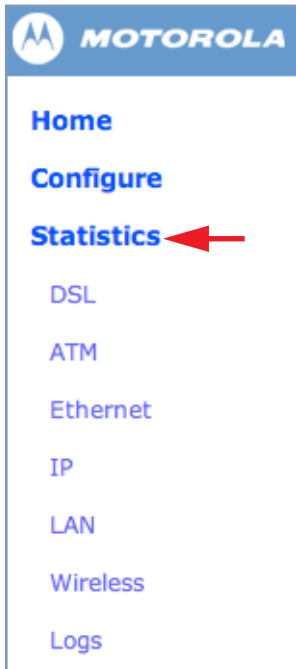 MOTOROLA
Home
Configure
Statistics
DSL
ATM
Ethernet
IP
LAN
Wireless
Logs